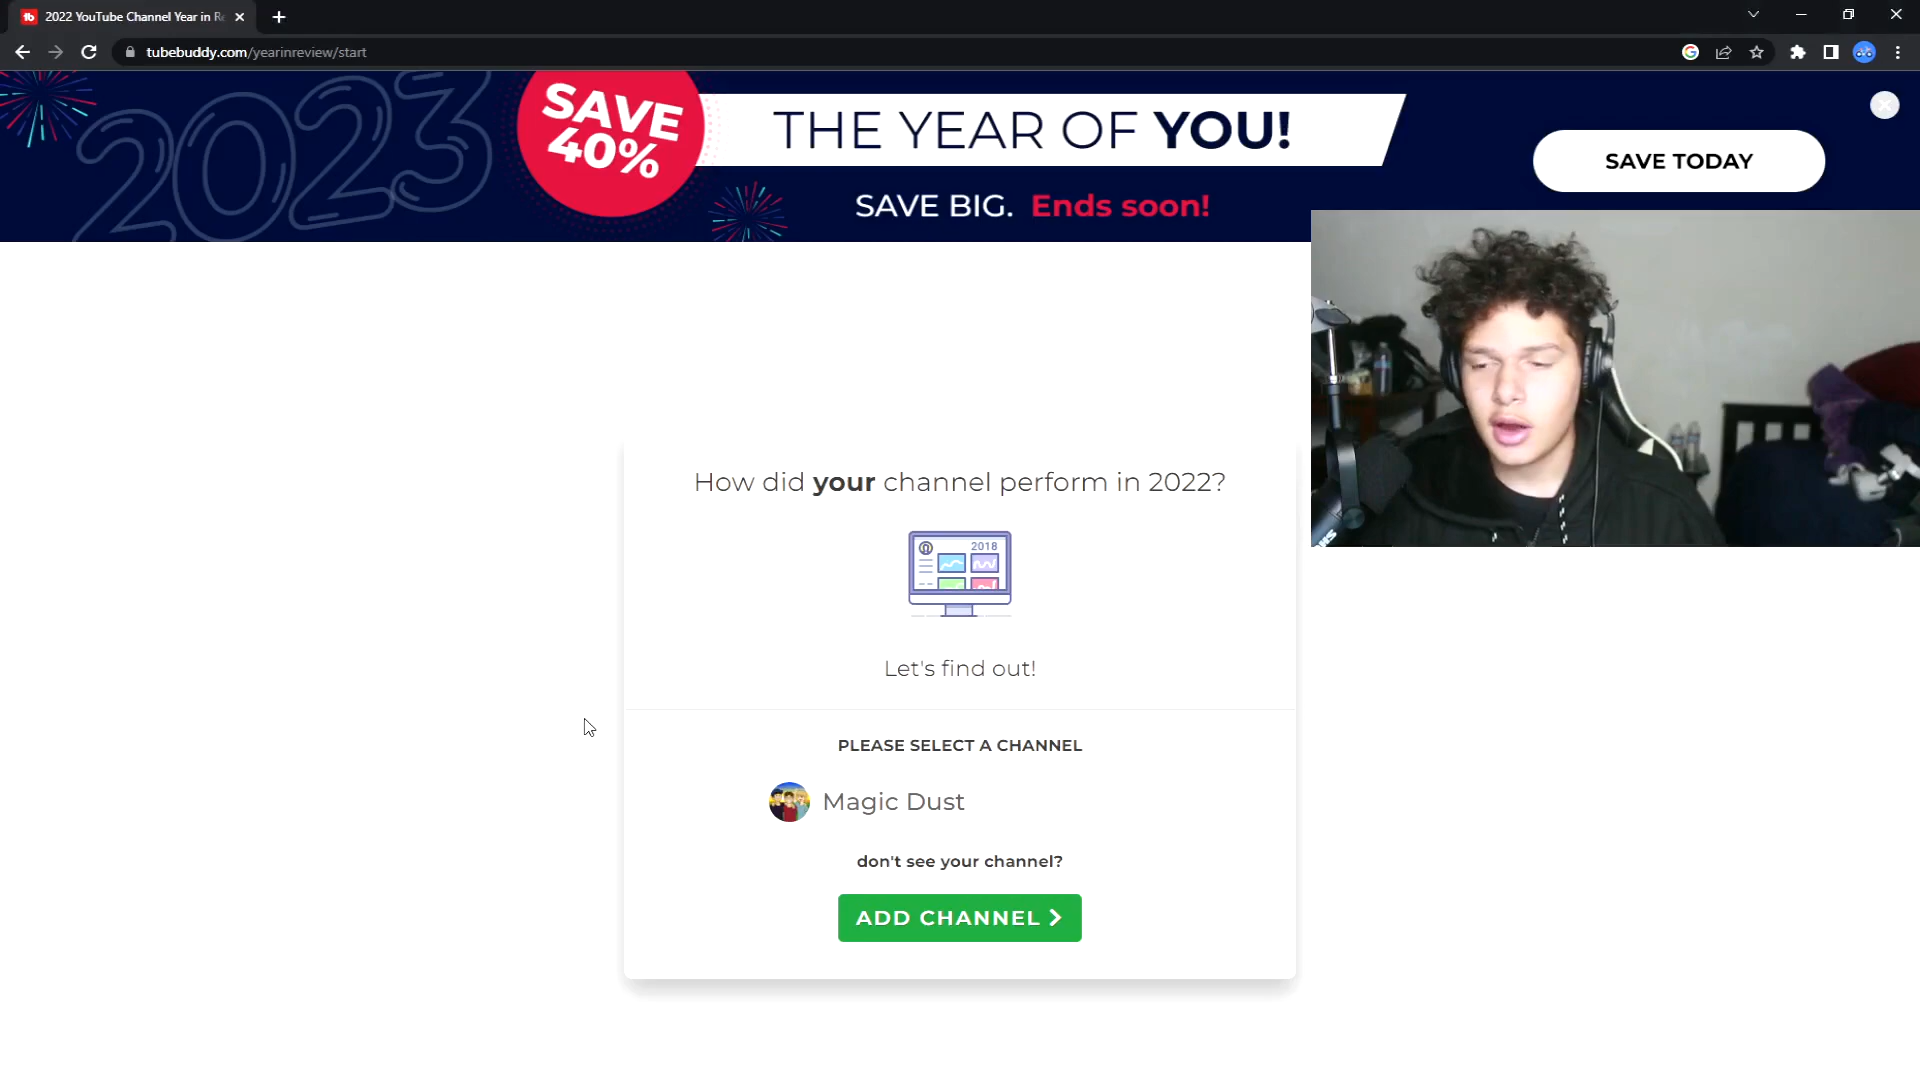 2022 YouTube Channel Year in Re
tubebuddy.com/yearinreview/start
2023
SAVE
40%
THE YEAR OF YOU!
SAVE BIG. Ends soon!
SAVE TODAY
How did your channel perform in 2022?
2018
Let's find out!
PLEASE SELECT A CHANNEL
Magic Dust
don't see your channel?
ADD CHANNEL